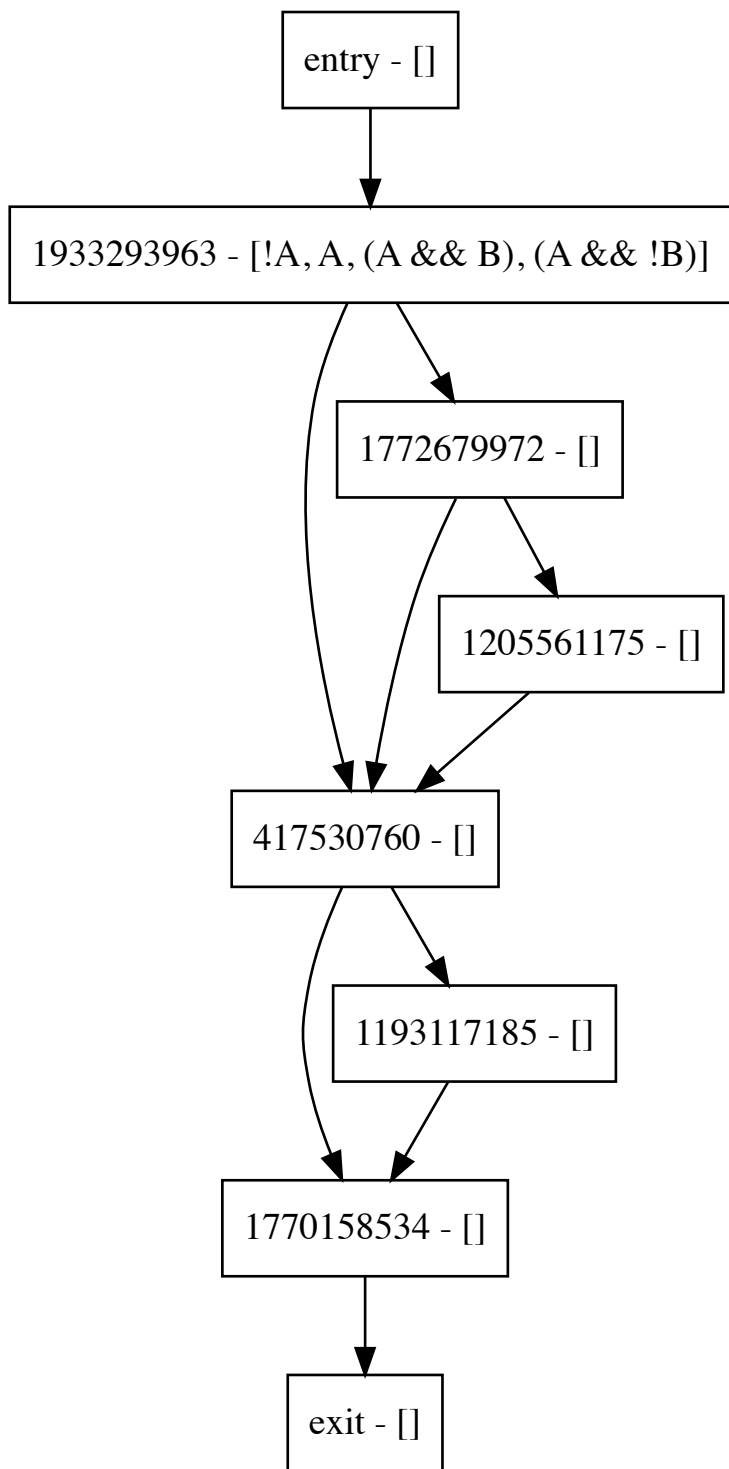 entry - []
1933293963 - [!A, A, (A && B), (A && !B)]
1772679972 - []
1205561175 - []
417530760 - []
1193117185 - []
1770158534 - []
exit - []